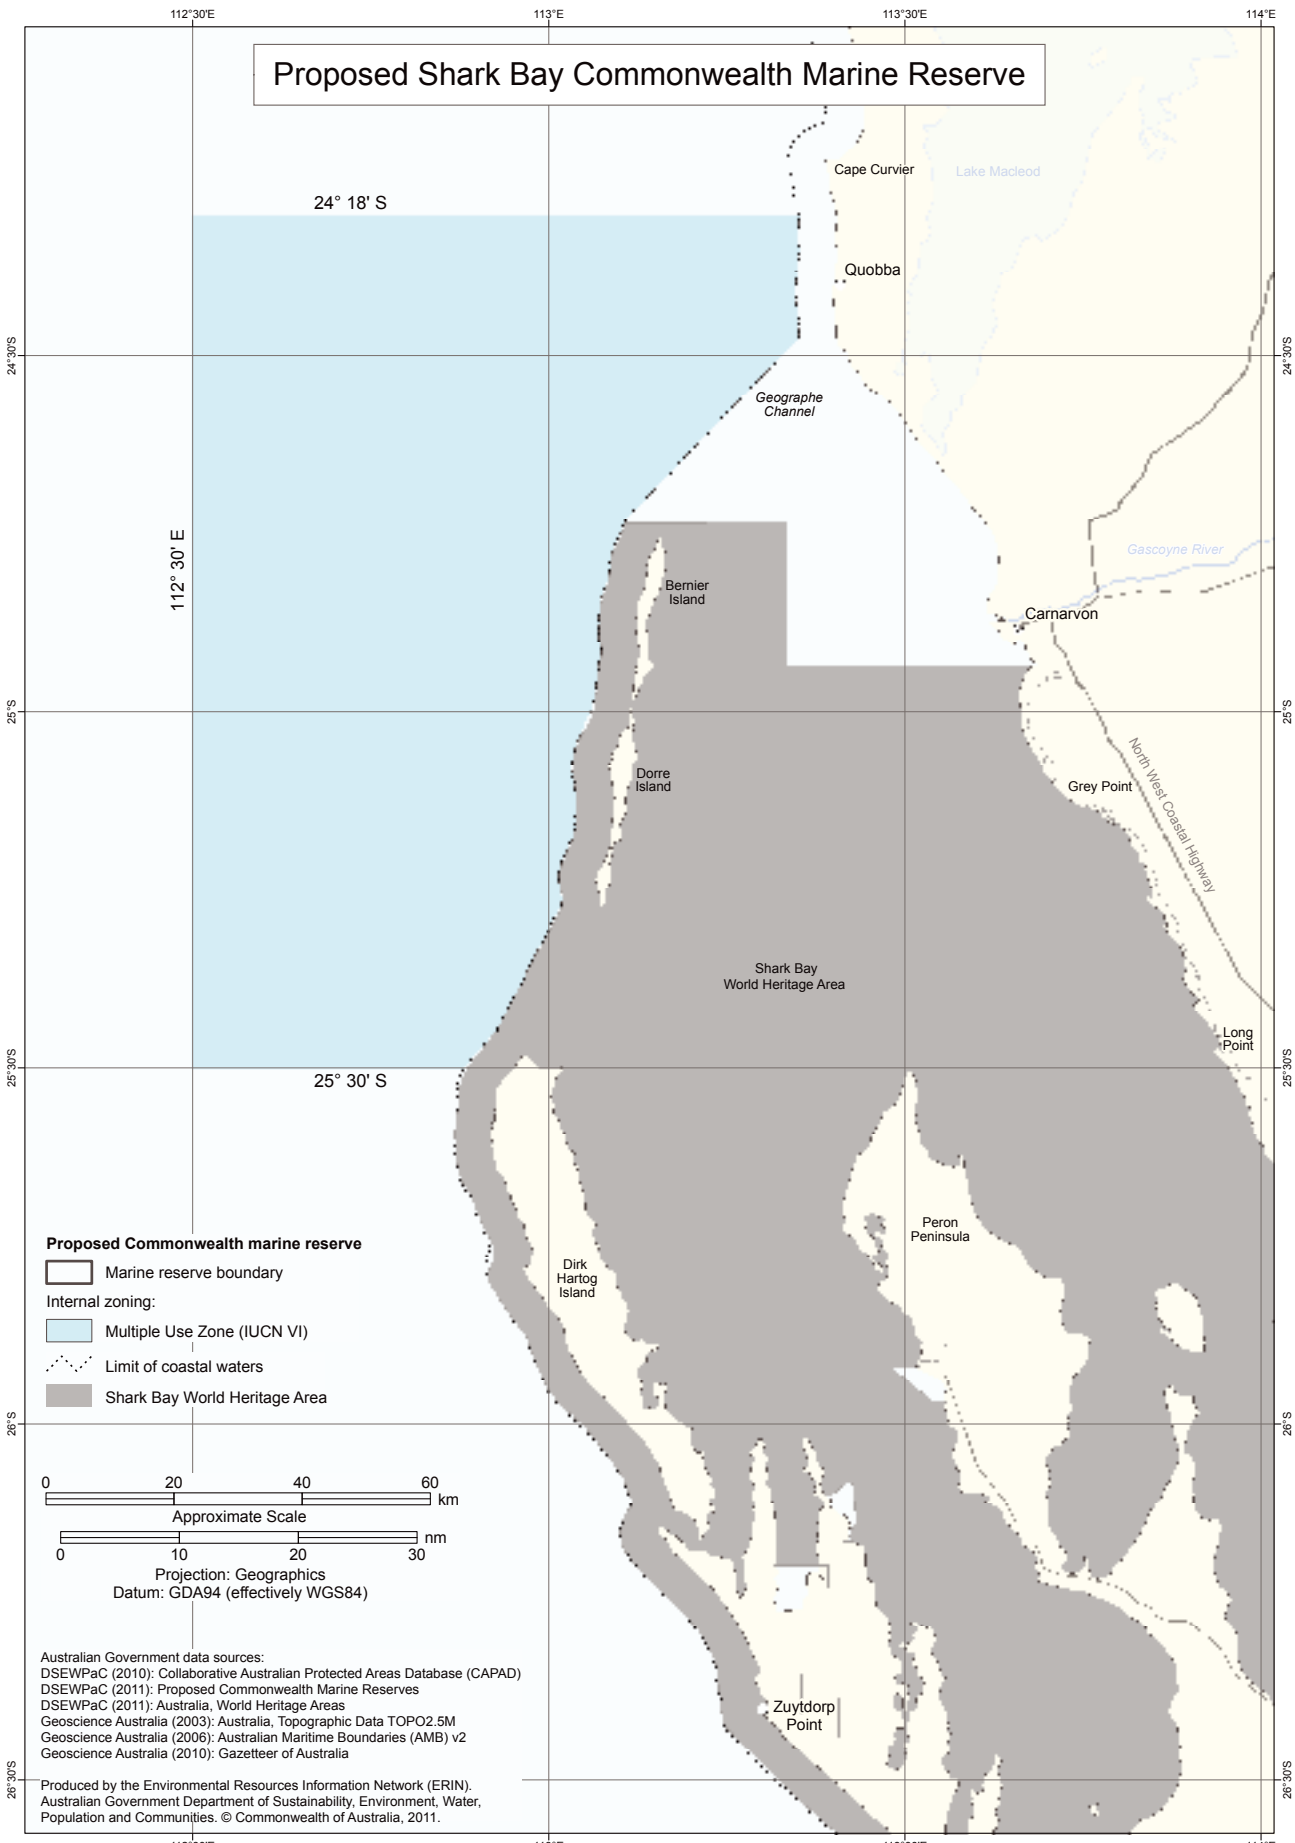 112°30'E
113°E
113°30'E
114°E
Proposed Shark Bay Commonwealth Marine Reserve
Cape Curvier
Lake Macleod
24° 18' S
Quobba
24°30'S
24°30'S
Geographe
Channel
112° 30' E
Gascoyne River
Bernier
Island
Carnarvon
25°S
25°S
North West Coastal Highway
Dorre
Island
Grey Point
Shark Bay
World Heritage Area
Long
Point
25°30'S
25°30'S
25° 30' S
Peron
Peninsula
Dirk
Hartog
Island
Proposed Commonwealth marine reserve
Marine reserve boundary
Internal zoning:
Multiple Use Zone (IUCN VI)
Limit of coastal waters
Shark Bay World Heritage Area
26°S
26°S
0 20 40 60
km
Approximate Scale
nm
0 10 20 30
Projection: Geographics
Datum: GDA94 (effectively WGS84)
Australian Government data sources:
DSEWPaC (2010): Collaborative Australian Protected Areas Database (CAPAD)
DSEWPaC (2011): Proposed Commonwealth Marine Reserves
DSEWPaC (2011): Australia, World Heritage Areas
Geoscience Australia (2003): Australia, Topographic Data TOPO2.5M
Geoscience Australia (2006): Australian Maritime Boundaries (AMB) v2
Geoscience Australia (2010): Gazetteer of Australia
Zuytdorp
Point
26°30'S
26°30'S
Produced by the Environmental Resources Information Network (ERIN).
Australian Government Department of Sustainability, Environment, Water,
Population and Communities. © Commonwealth of Australia, 2011.